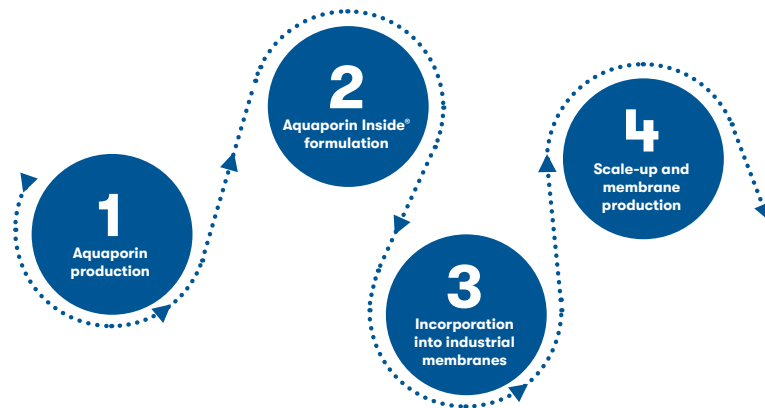 1
Aquaporin
production
2
Aquaporin Inside®
formulation
3
Incorporation
into industrial
membranes
4
Scale-up and
membrane
production